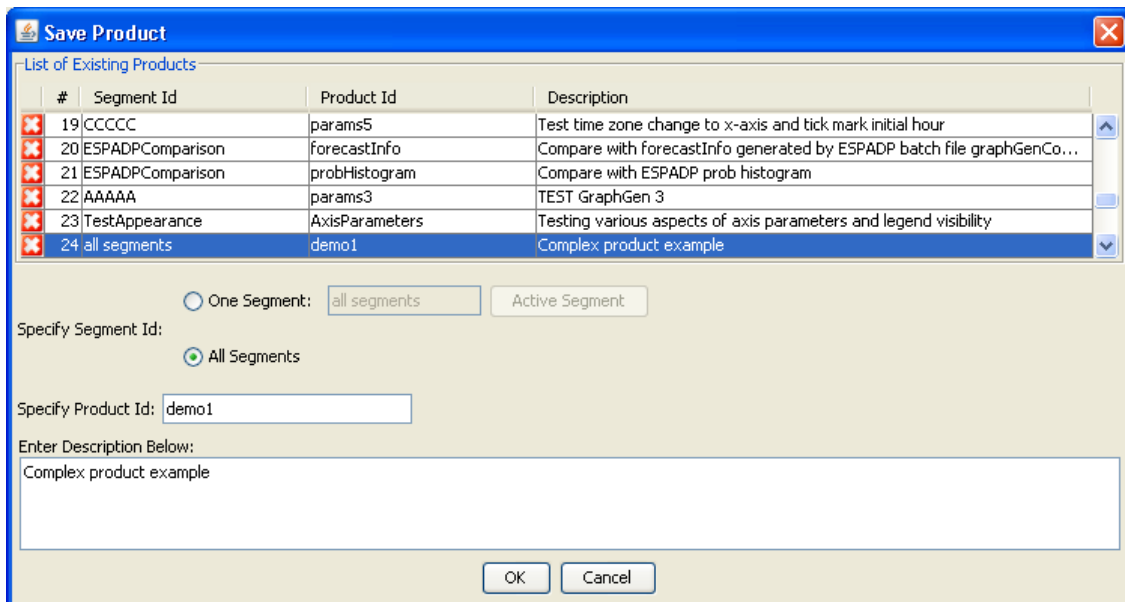 Save Product
List of Existing Products
# Segment Id Product Id Description
19 CCCCC params5 Test time zone change to x-axis and tick mark initial hour
20 ESPADPComparison forecastInfo Compare with forecastInfo generated by ESPADP batch file graphGenCo...
21 ESPADPComparison probHistogram Compare with ESPADP prob histogram
22 AAAAA params3 TEST GraphGen 3
23 TestAppearance AxisParameters Testing various aspects of axis parameters and legend visibility
24 all segments demo1 Complex product example
One Segment: all segments Active Segment
Specify Segment Id:
All Segments
Specify Product Id: demo1
Enter Description Below:
Complex product example
OK Cancel